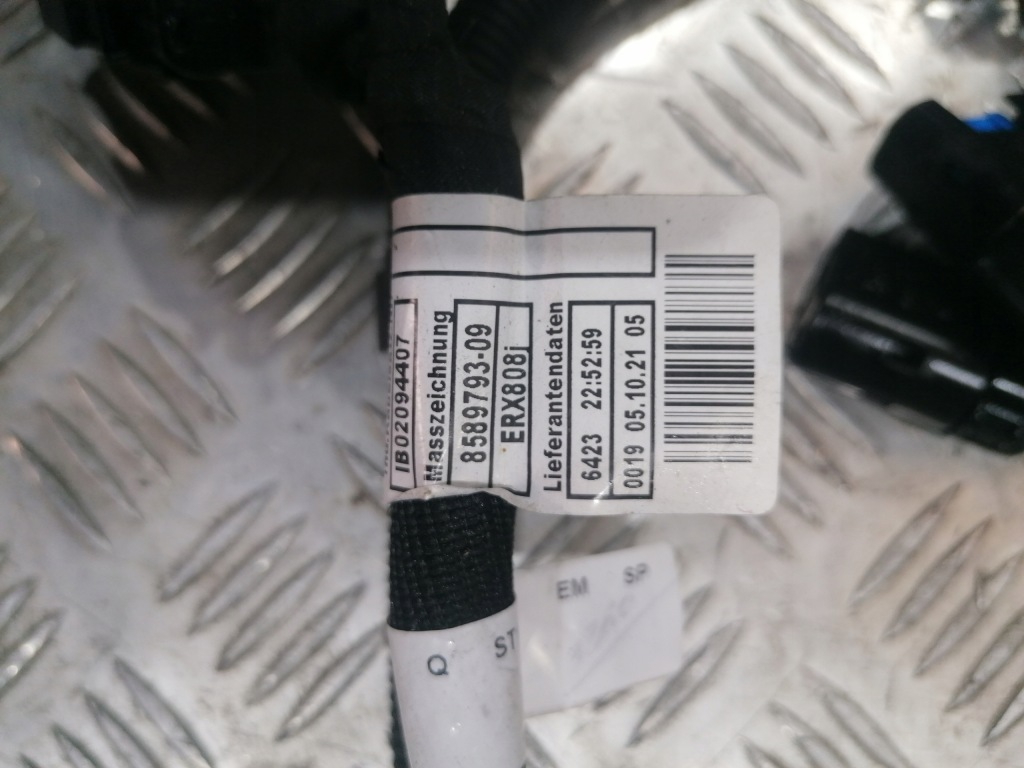 IB02094407
Masszeichnung
8589793-09
ERX808i
Lieferantendaten
6423 22:52:59
0019 05.10.21 05
EM SP
Q ST